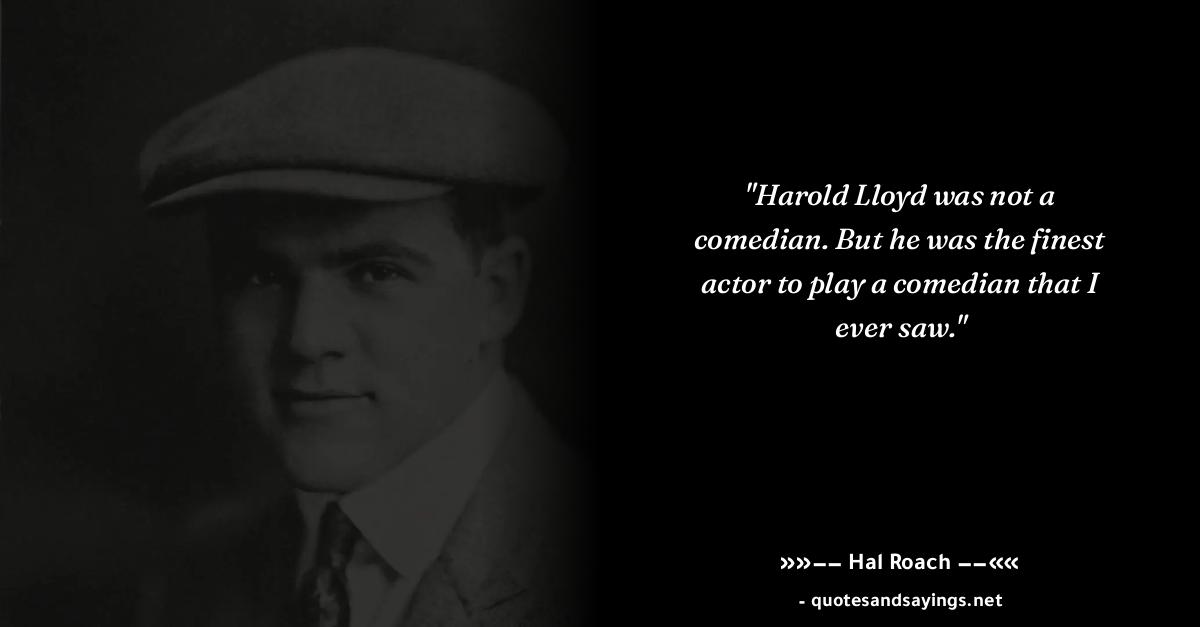 "Harold Lloyd was not a
comedian. But he was the finest
actor to play a comedian that I
ever saw."
»»−− Hal Roach −−««
- quotesandsayings.net